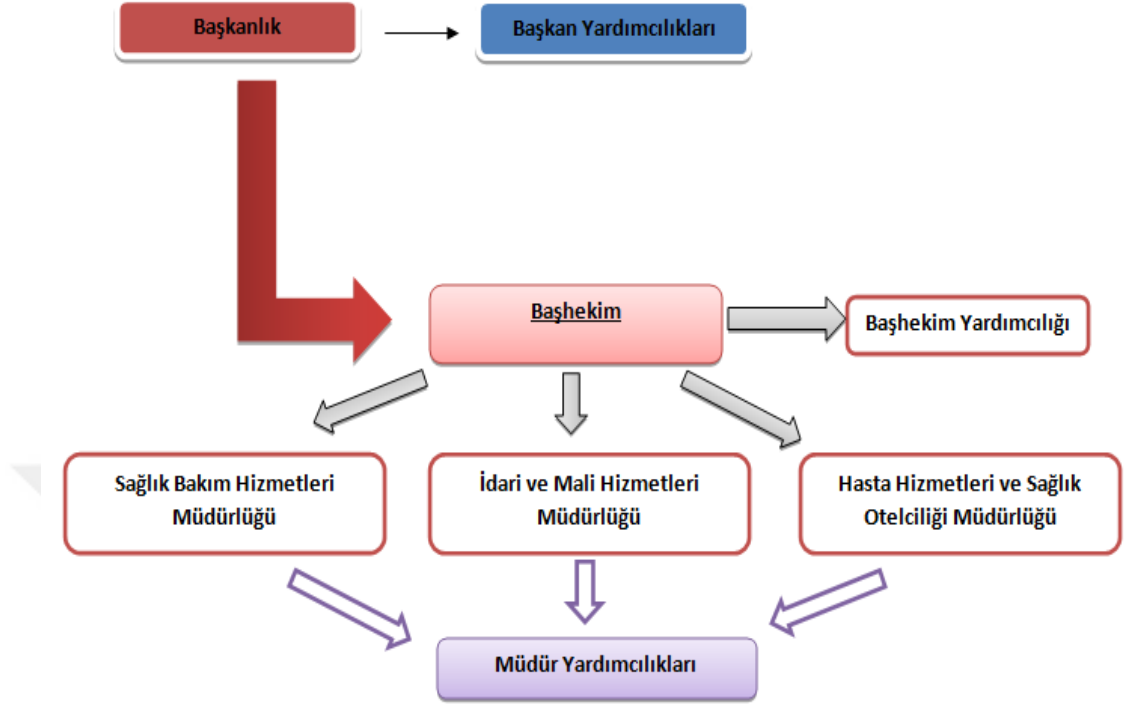 Başkanlık
Başkan Yardımcılıkları
Başhekim
Başhekim Yardımcılığı
Sağlık Bakım Hizmetleri
Müdürlüğü
İdari ve Mali Hizmetleri
Müdürlüğü
Hasta Hizmetleri ve Sağlık
Otelciliği Müdürlüğü
Müdür Yardımcılıkları